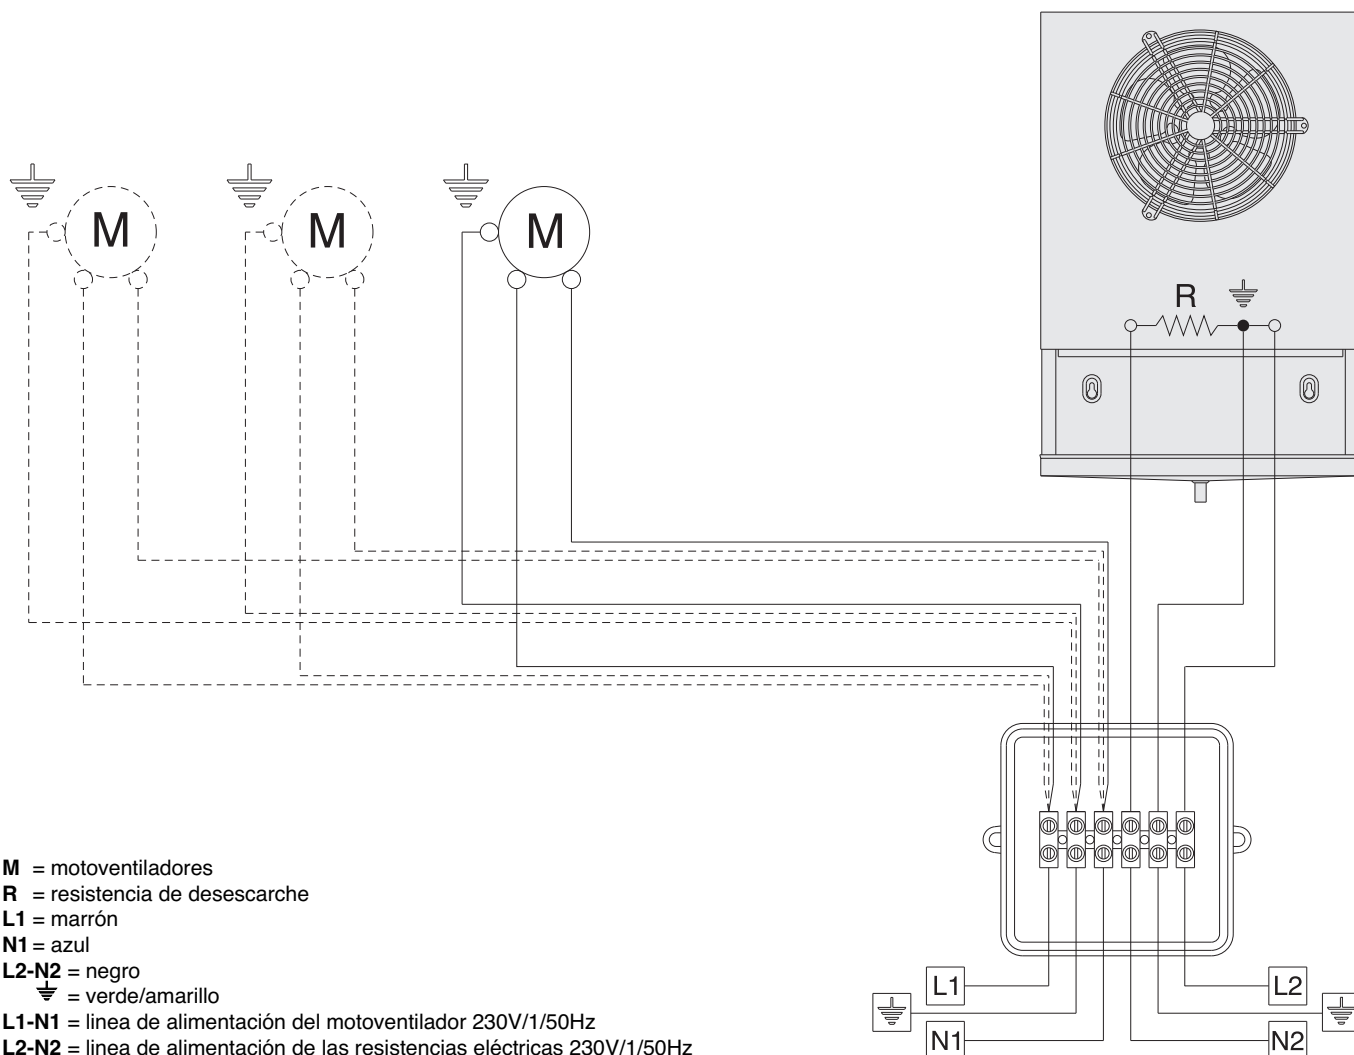 M M M
R
M = motoventiladores
R = resistencia de desescarche
L1 = marrón
N1 = azul
L2-N2 = negro
= verde/amarillo
L1-N1 = linea de alimentación del motoventilador 230V/1/50Hz
L2-N2 = linea de alimentación de las resistencias eléctricas 230V/1/50Hz
L1 L2
N1 N2